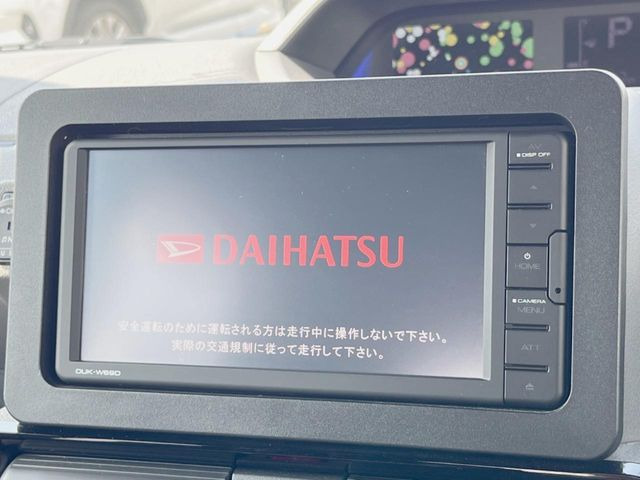 P
AV
DISP OFF
DAIHATSU
HOME
CAMERA
MENU
安全運転のために運転される方は走行中に操作しないで下さい。
実際の交通規制に従って走行して下さい。
ATT